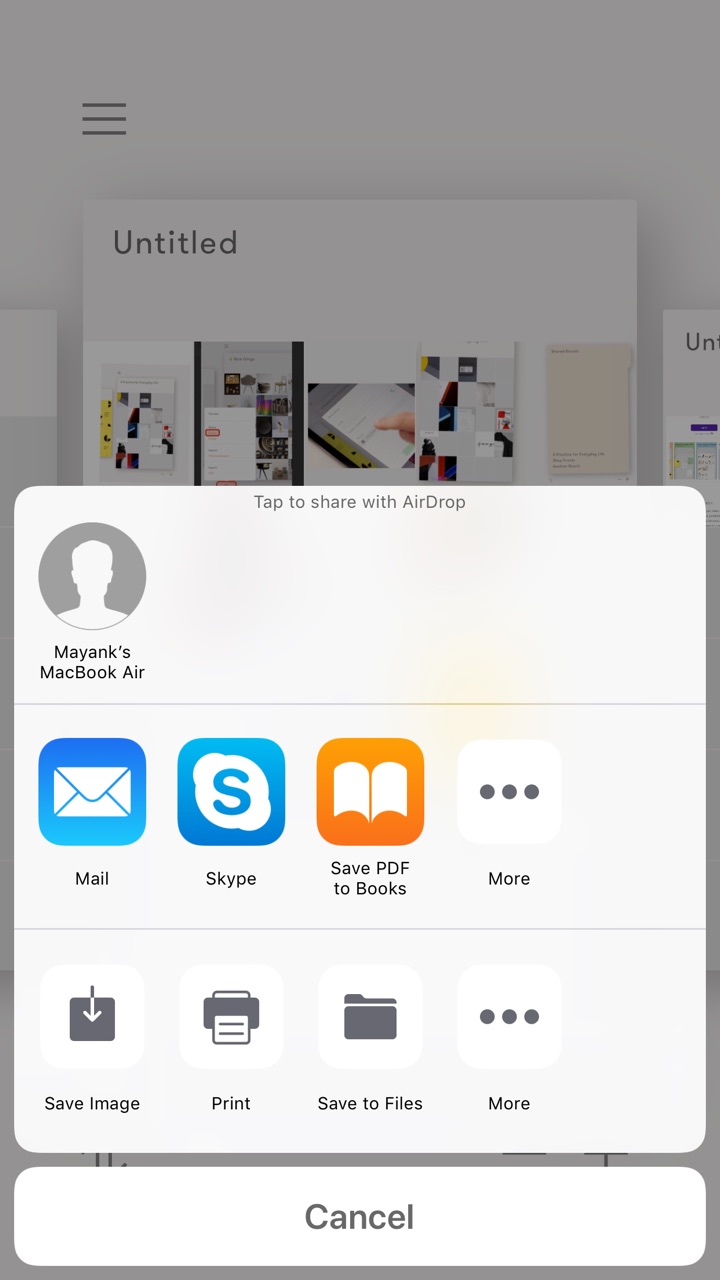 Untitled
Tap to share with AirDrop
Mayank’s
MacBook Air
Mail
Skype
Save PDF
to Books
More
Save Image
Print
Save to Files
More
Cancel